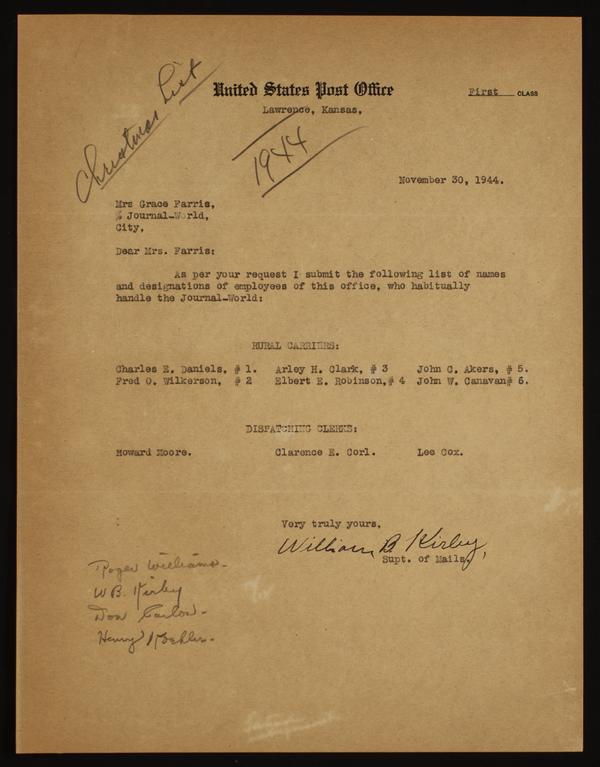 Christmas List
United States Post Office
First CLASS
Lawrence, Kansas,
1944
November 30, 1944.
Mrs Grace Farris,
% Journal-World,
City,
Dear Mrs. Farris:
As per your request I submit the following list of names
and designations of employees of this office, who habitually
handle the Journal-World:
RURAL CARRIERS:
Charles E. Daniels, # 1. Arley H. Clark, # 3 John C. Akers, # 5.
Fred O. Wilkerson, # 2 Elbert E. Robinson,# 4 John W. Canavan# 6.
DISPATCHING CLERKS:
Howard Moore. Clarence E. Corl. Lee Cox.
Very truly yours,
William B Kirby,
Supt. of Mails,
Roger Williams-
W B. Kirby
Don
Henry